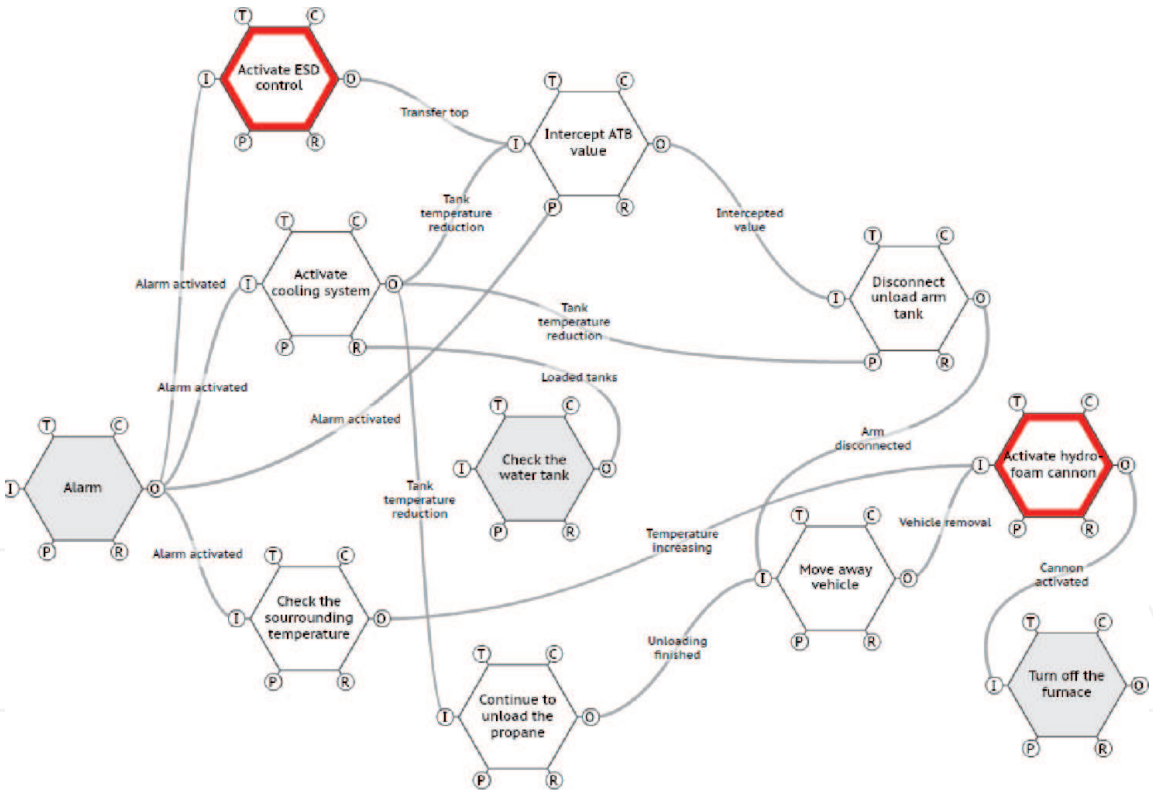 T C
Activate ESD
control
I O
P R
Transfer top
T C
Intercept ATB
value
I O
P R
Tank
temperature
reduction
Intercepted
value
T C
Activate
cooling system
I O
P R
Alarm activated
T C
Disconnect
unload arm
tank
I O
P R
Tank
temperature
reduction
Loaded tanks
Alarm activated
Alarm activated
T C
Check the
water tank
I O
T C
Alarm
I O
P R
Arm
disconnected
T C
Activate hydro-
foam cannon
I O
P R
Tank
temperature
reduction
Temperature
increasing
Vehicle removal
Alarm activated
T C
Move away
vehicle
I O
P R
Cannon
activated
T C
Check the
sourrounding
temperature
I O
P R
Unloading
finished
T C
Turn off the
furnace
I O
P R
T C
Continue to
unload the
propane
I O
P R